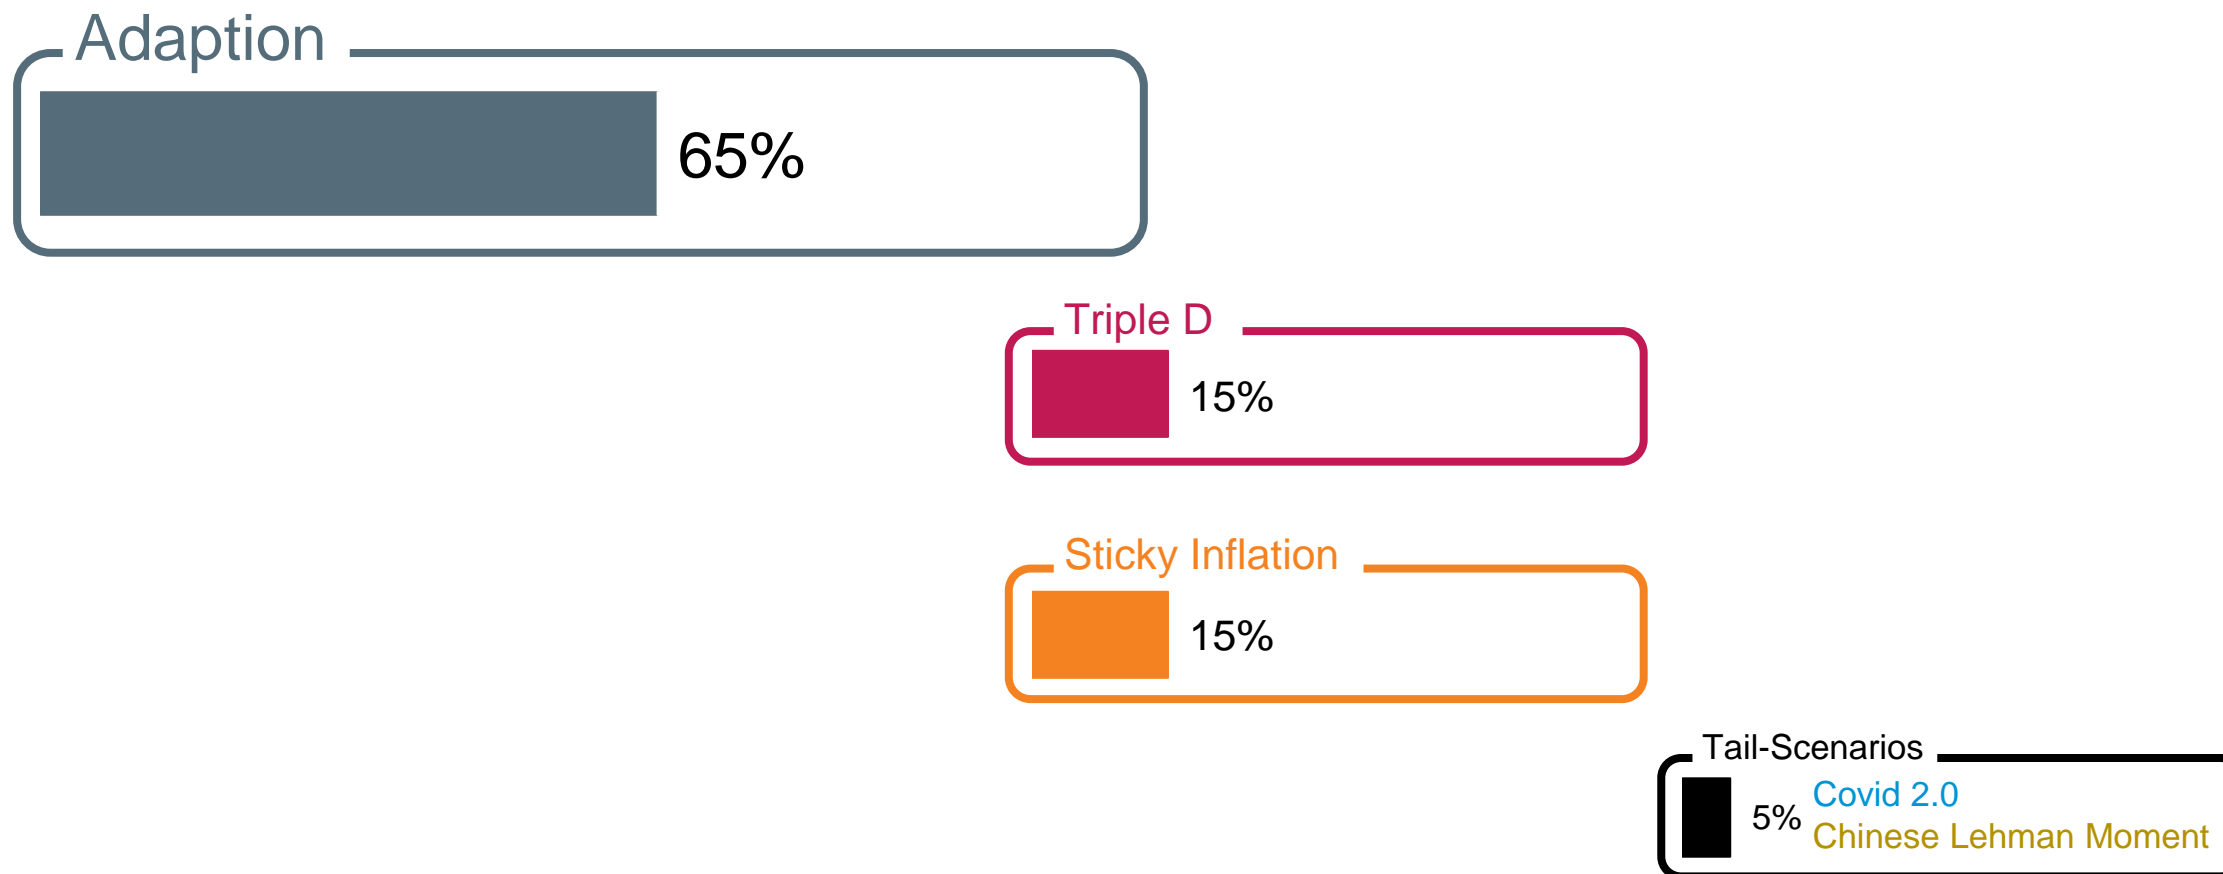 Adaption
65%
Triple D
15%
Sticky Inflation
15%
Tail-Scenarios
5%
Covid 2.0
Chinese Lehman Moment